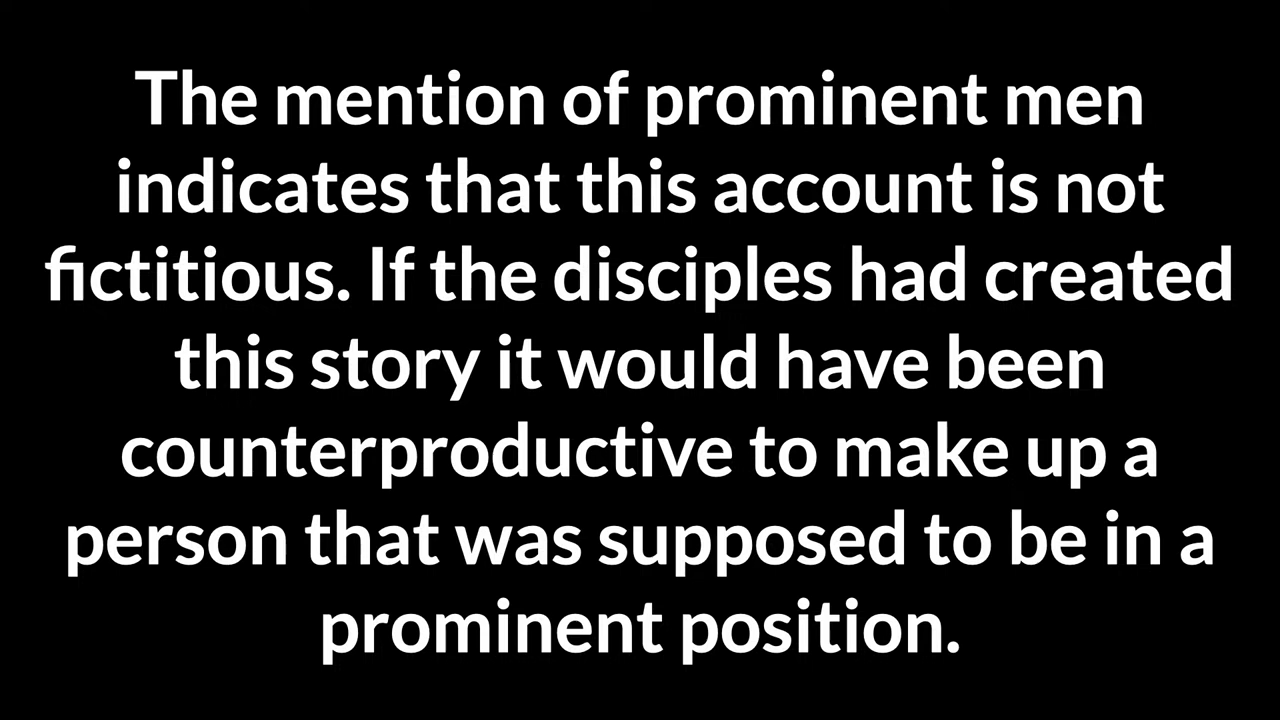 The mention of prominent men
indicates that this account is not
fictitious. If the disciples had created
this story it would have been
counterproductive to make up a
person that was supposed to be in a
prominent position.